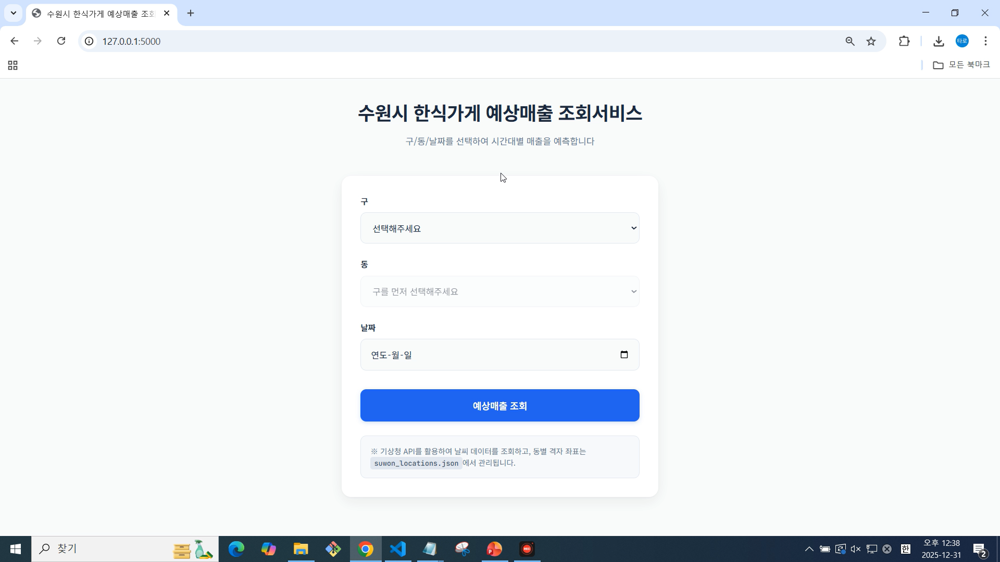 수원시 한식가게 예상매출 조회
127.0.0.1:5000
타로
모든 북마크
수원시 한식가게 예상매출 조회서비스
구/동/날짜를 선택하여 시간대별 매출을 예측합니다
구
선택해주세요
동
구를 먼저 선택해주세요
날짜
연도-월-일
예상매출 조회
※ 기상청 API를 활용하여 날씨 데이터를 조회하고, 동별 격자 좌표는
suwon_locations.json에서 관리됩니다.
찾기
P
REC
한
오후 12:38
2025-12-31
2